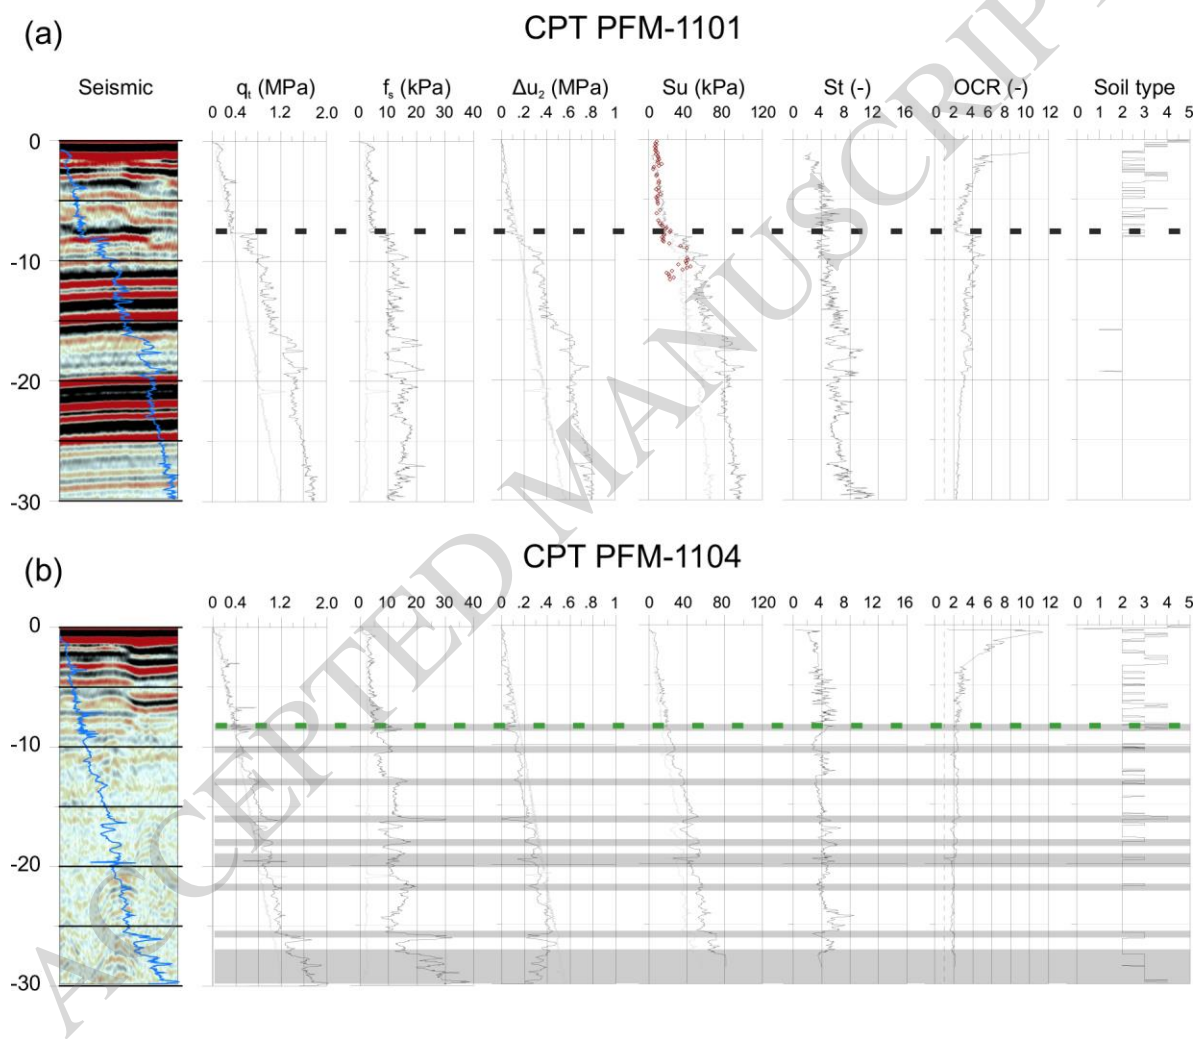 (a)
CPT PFM-1101
Seismic
qt (MPa)
fs (kPa)
Δu2 (MPa)
Su (kPa)
St (-)
OCR (-)
Soil type
0 0.4 1.2 2.0
0 10 20 30 40
0 .2 .4 .6 .8 1
0 40 80 120
0 4 8 12 16
0 2 4 6 8 10 12
0 1 2 3 4 5
0
-10
-20
-30
(b)
CPT PFM-1104
0 0.4 1.2 2.0
0 10 20 30 40
0 .2 .4 .6 .8 1
0 40 80 120
0 4 8 12 16
0 2 4 6 8 10 12
0 1 2 3 4 5
0
-10
-20
-30
ACCEPTED MANUSCRIP